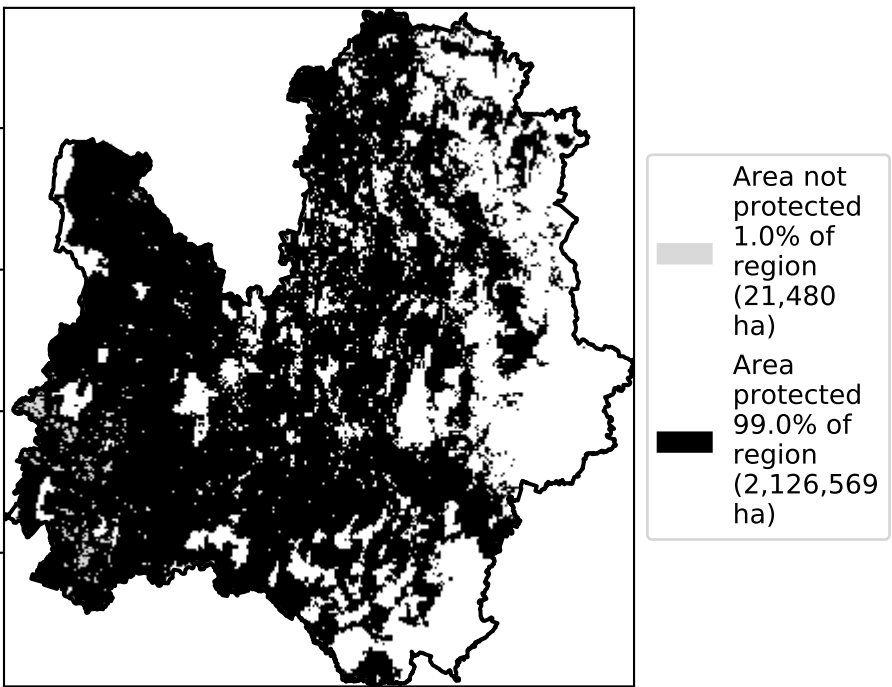 Area not
protected
1.0% of
region
(21,480
ha)
Area
protected
99.0% of
region
(2,126,569
ha)